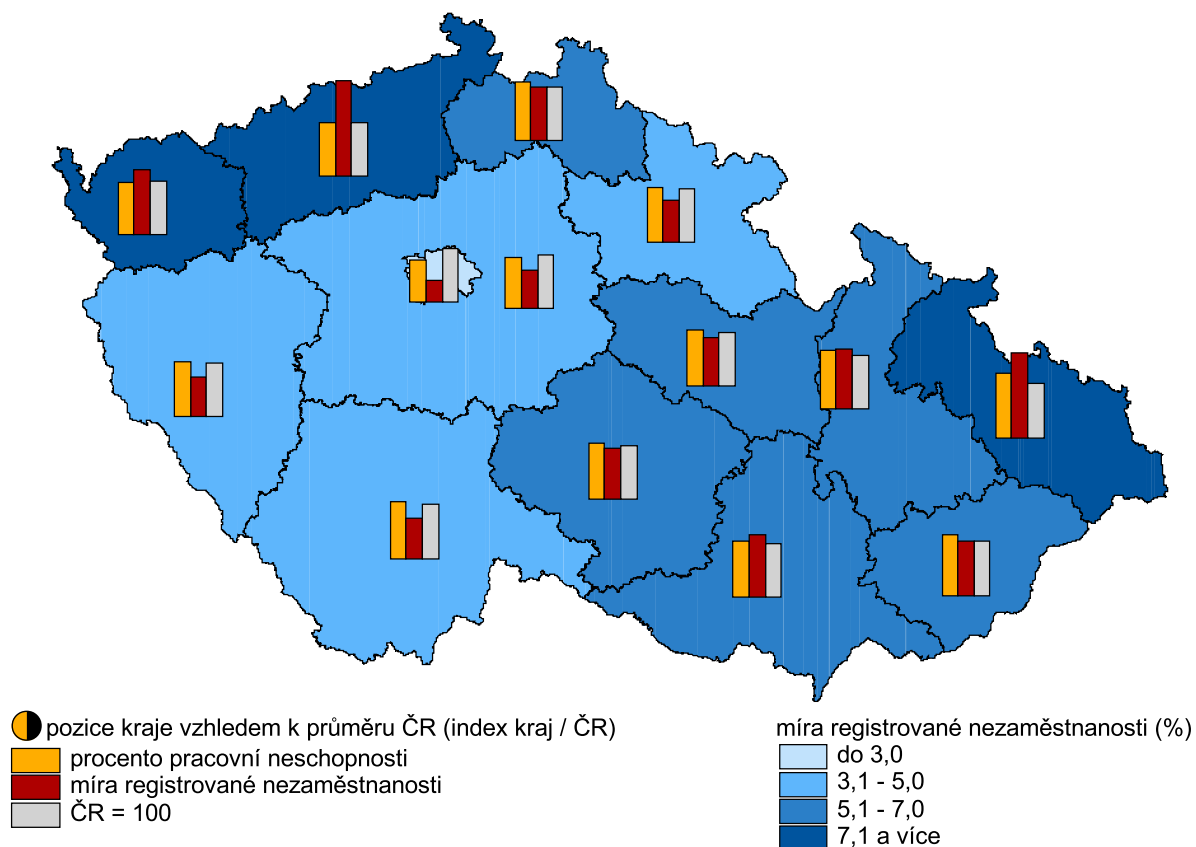 pozice kraje vzhledem k průměru ČR (index kraj / ČR)
procento pracovní neschopnosti
míra registrované nezaměstnanosti
ČR = 100
míra registrované nezaměstnanosti (%)
do 3,0
3,1 - 5,0
5,1 - 7,0
7,1 a více